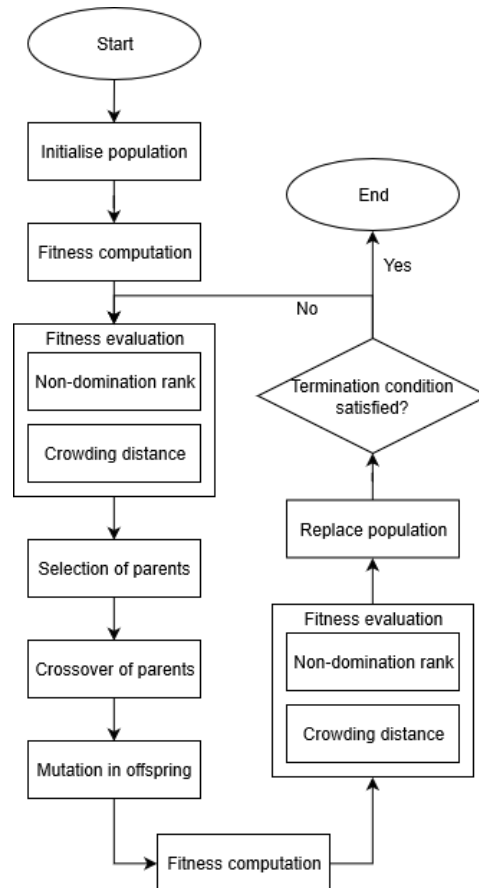 Start
Initialise population
Fitness computation
Fitness evaluation
Non-domination rank
Crowding distance
Selection of parents
Crossover of parents
Mutation in offspring
Fitness computation
Fitness evaluation
Non-domination rank
Crowding distance
Replace population
Termination condition
satisfied?
No
Yes
End